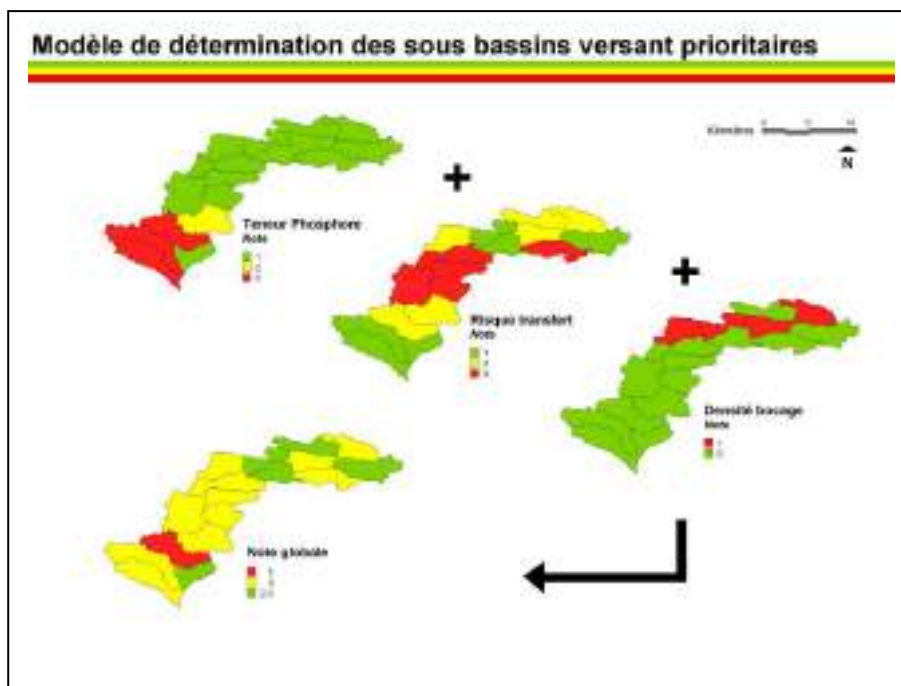 Modèle de détermination des sous bassins versant prioritaires
Kilomètres
N
Teneur Phosphore
Note
Risque transfert
Note
Densité bocage
Note
Note globale